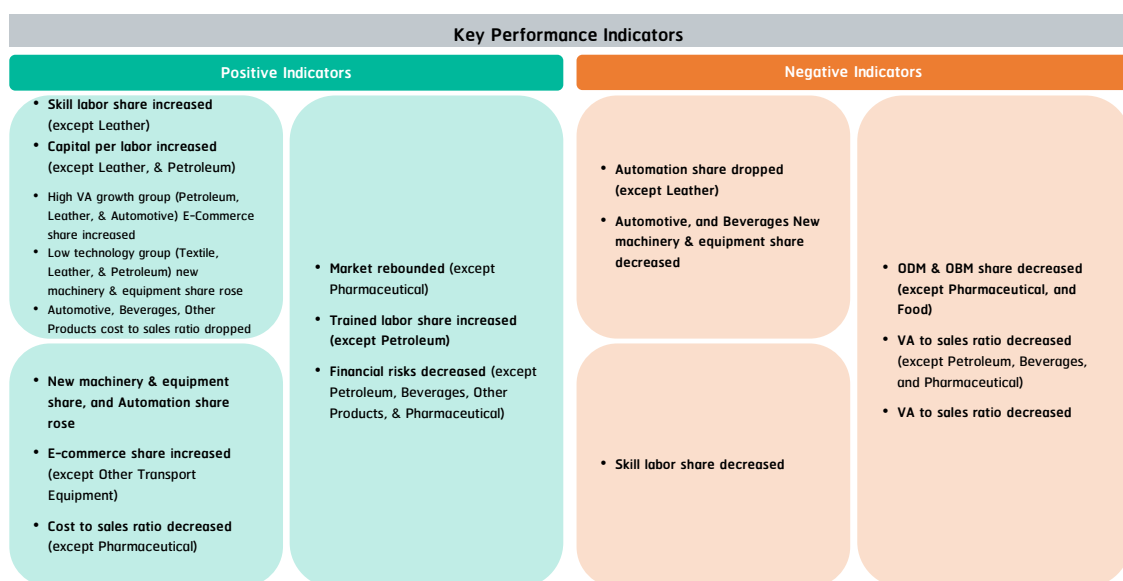 Key Performance Indicators
Positive Indicators
• Skill labor share increased
(except Leather)
• Capital per labor increased
(except Leather, & Petroleum)
• High VA growth group (Petroleum,
Leather, & Automotive) E-Commerce
share increased
• Low technology group (Textile,
Leather, & Petroleum) new
machinery & equipment share rose
• Automotive, Beverages, Other
Products cost to sales ratio dropped
• New machinery & equipment
share, and Automation share
rose
• E-commerce share increased
(except Other Transport
Equipment)
• Cost to sales ratio decreased
(except Pharmaceutical)
• Market rebounded (except
Pharmaceutical)
• Trained labor share increased
(except Petroleum)
• Financial risks decreased (except
Petroleum, Beverages, Other
Products, & Pharmaceutical)
Negative Indicators
• Automation share dropped
(except Leather)
• Automotive, and Beverages New
machinery & equipment share
decreased
• Skill labor share decreased
• ODM & OBM share decreased
(except Pharmaceutical, and
Food)
• VA to sales ratio decreased
(except Petroleum, Beverages,
and Pharmaceutical)
• VA to sales ratio decreased